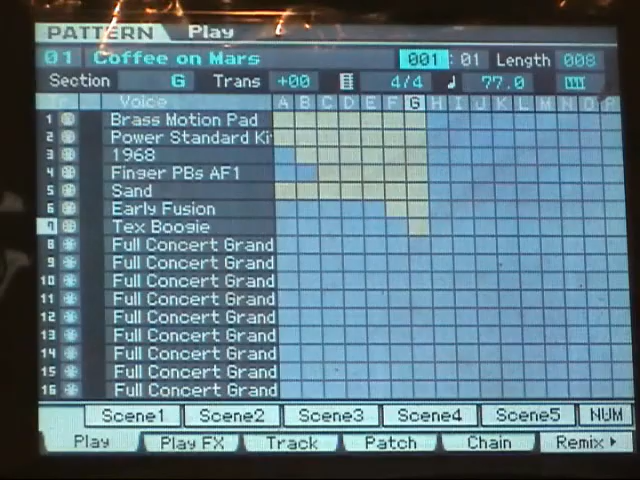 PATTERN Play
01 Coffee on Mars 001 : 01 Length 008
Section G Trans +00 4/4 ♩ 77.0
Voice A B C D E F G H I J K L M N O P
1 Brass Motion Pad
2 Power Standard Ki
3 1968
4 Finger PBs AF1
5 Sand
6 Early Fusion
7 Tex Boogie
8 Full Concert Grand
9 Full Concert Grand
10 Full Concert Grand
11 Full Concert Grand
12 Full Concert Grand
13 Full Concert Grand
14 Full Concert Grand
15 Full Concert Grand
16 Full Concert Grand
Scene1 Scene2 Scene3 Scene4 Scene5 NUM
Play Play FX Track Patch Chain Remix